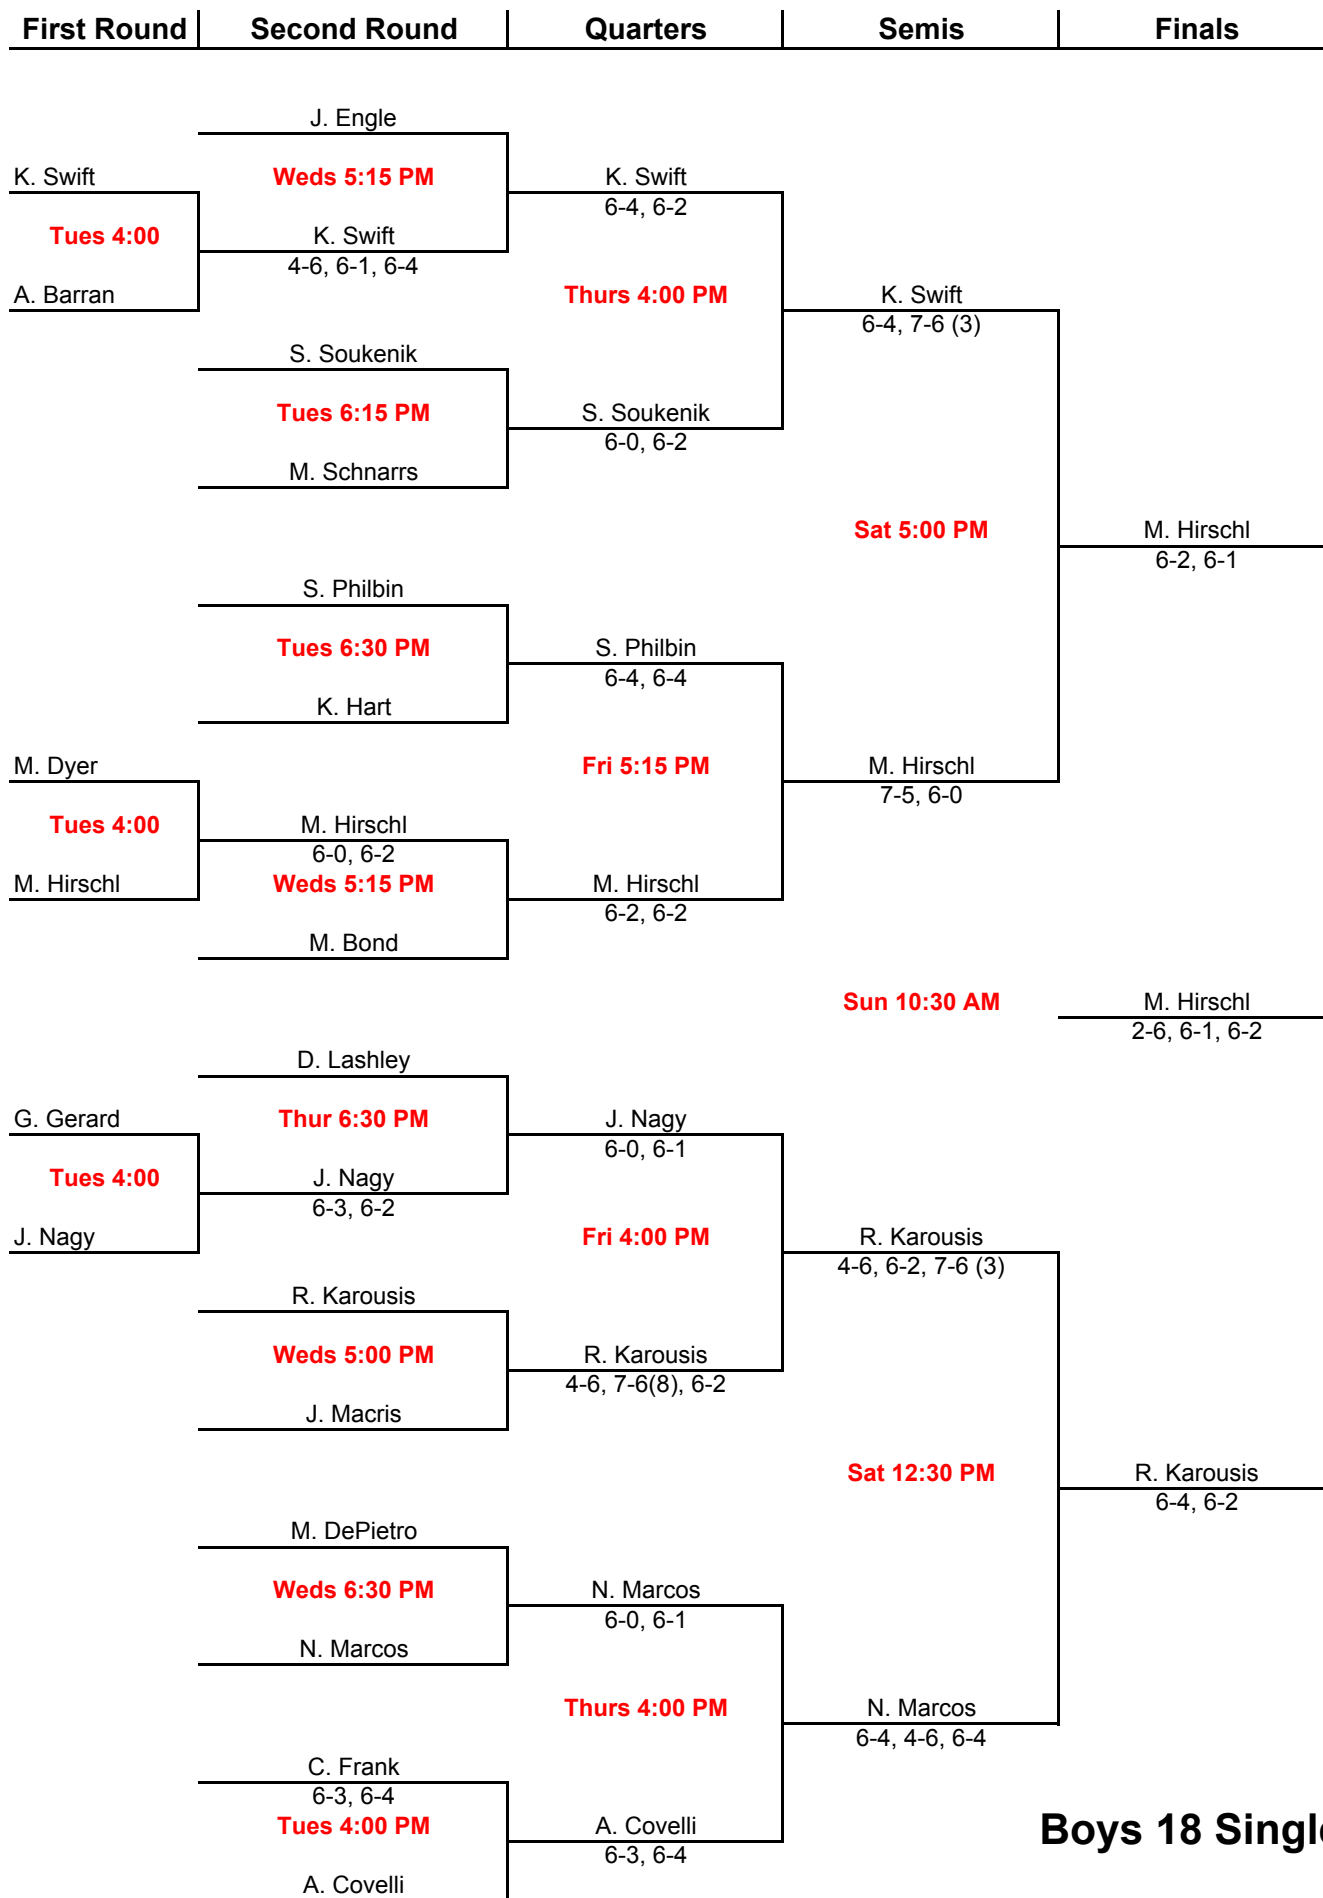 First Round Second Round Quarters Semis Finals
J. Engle
K. Swift Weds 5:15 PM K. Swift
6-4, 6-2
Tues 4:00 K. Swift
4-6, 6-1, 6-4
A. Barran Thurs 4:00 PM K. Swift
6-4, 7-6 (3)
S. Soukenik
Tues 6:15 PM S. Soukenik
6-0, 6-2
M. Schnarrs
Sat 5:00 PM M. Hirschl
6-2, 6-1
S. Philbin
Tues 6:30 PM S. Philbin
6-4, 6-4
K. Hart
M. Dyer Fri 5:15 PM M. Hirschl
7-5, 6-0
Tues 4:00 M. Hirschl
6-0, 6-2
M. Hirschl Weds 5:15 PM M. Hirschl
6-2, 6-2
M. Bond
Sun 10:30 AM M. Hirschl
2-6, 6-1, 6-2
D. Lashley
G. Gerard Thur 6:30 PM J. Nagy
6-0, 6-1
Tues 4:00 J. Nagy
6-3, 6-2
J. Nagy Fri 4:00 PM R. Karousis
4-6, 6-2, 7-6 (3)
R. Karousis
Weds 5:00 PM R. Karousis
4-6, 7-6(8), 6-2
J. Macris
Sat 12:30 PM R. Karousis
6-4, 6-2
M. DePietro
Weds 6:30 PM N. Marcos
6-0, 6-1
N. Marcos
Thurs 4:00 PM N. Marcos
6-4, 4-6, 6-4
C. Frank
6-3, 6-4
Tues 4:00 PM A. Covelli
6-3, 6-4
Boys 18 Single
A. Covelli